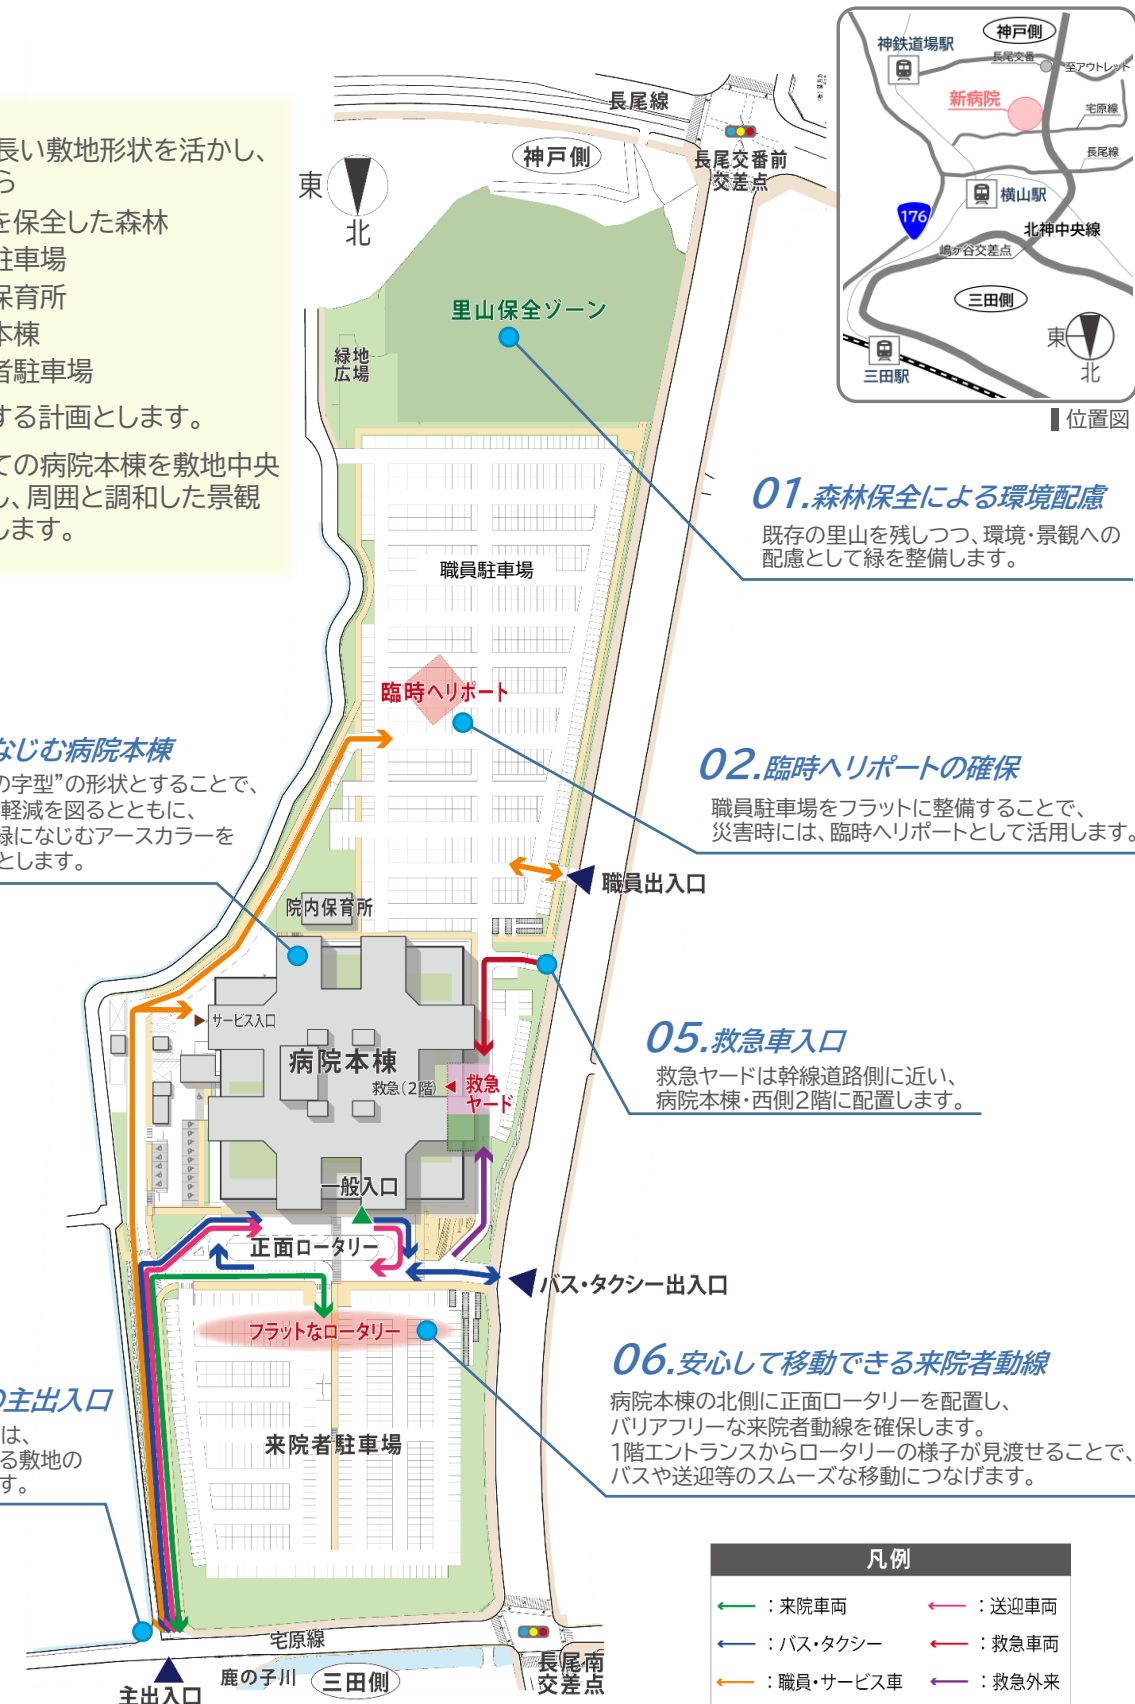 神戸側
神鉄道場駅
長尾交番
至アウトレット
新病院
宅原線
長尾線
横山駅
176
北神中央線
嶋ヶ谷交差点
三田側
三田駅
東
北
位置図
長い敷地形状を活かし、
ら
を保全した森林
駐車場
保育所
本棟
者駐車場
する計画とします。
ての病院本棟を敷地中央
し、周囲と調和した景観
します。
長尾線
神戸側
長尾交番前
交差点
東
北
里山保全ゾーン
緑地
広場
01.森林保全による環境配慮
既存の里山を残しつつ、環境・景観への
配慮として緑を整備します。
職員駐車場
臨時ヘリポート
02.臨時ヘリポートの確保
職員駐車場をフラットに整備することで、
災害時には、臨時ヘリポートとして活用します。
なじむ病院本棟
の字型”の形状とすることで、
軽減を図るとともに、
緑になじむアースカラーを
とします。
職員出入口
院内保育所
サービス入口
病院本棟
救急(2階)
救急
ヤード
05.救急車入口
救急ヤードは幹線道路側に近い、
病院本棟・西側2階に配置します。
一般入口
正面ロータリー
バス・タクシー出入口
フラットなロータリー
06.安心して移動できる来院者動線
病院本棟の北側に正面ロータリーを配置し、
バリアフリーな来院者動線を確保します。
1階エントランスからロータリーの様子が見渡せることで、
バスや送迎等のスムーズな移動につなげます。
の主出入口
は、
る敷地の
す。
来院者駐車場
宅原線
鹿の子川
三田側
主出入口
長尾南
交差点
凡例
：来院車両
：送迎車両
：バス・タクシー
：救急車両
：職員・サービス車
：救急外来